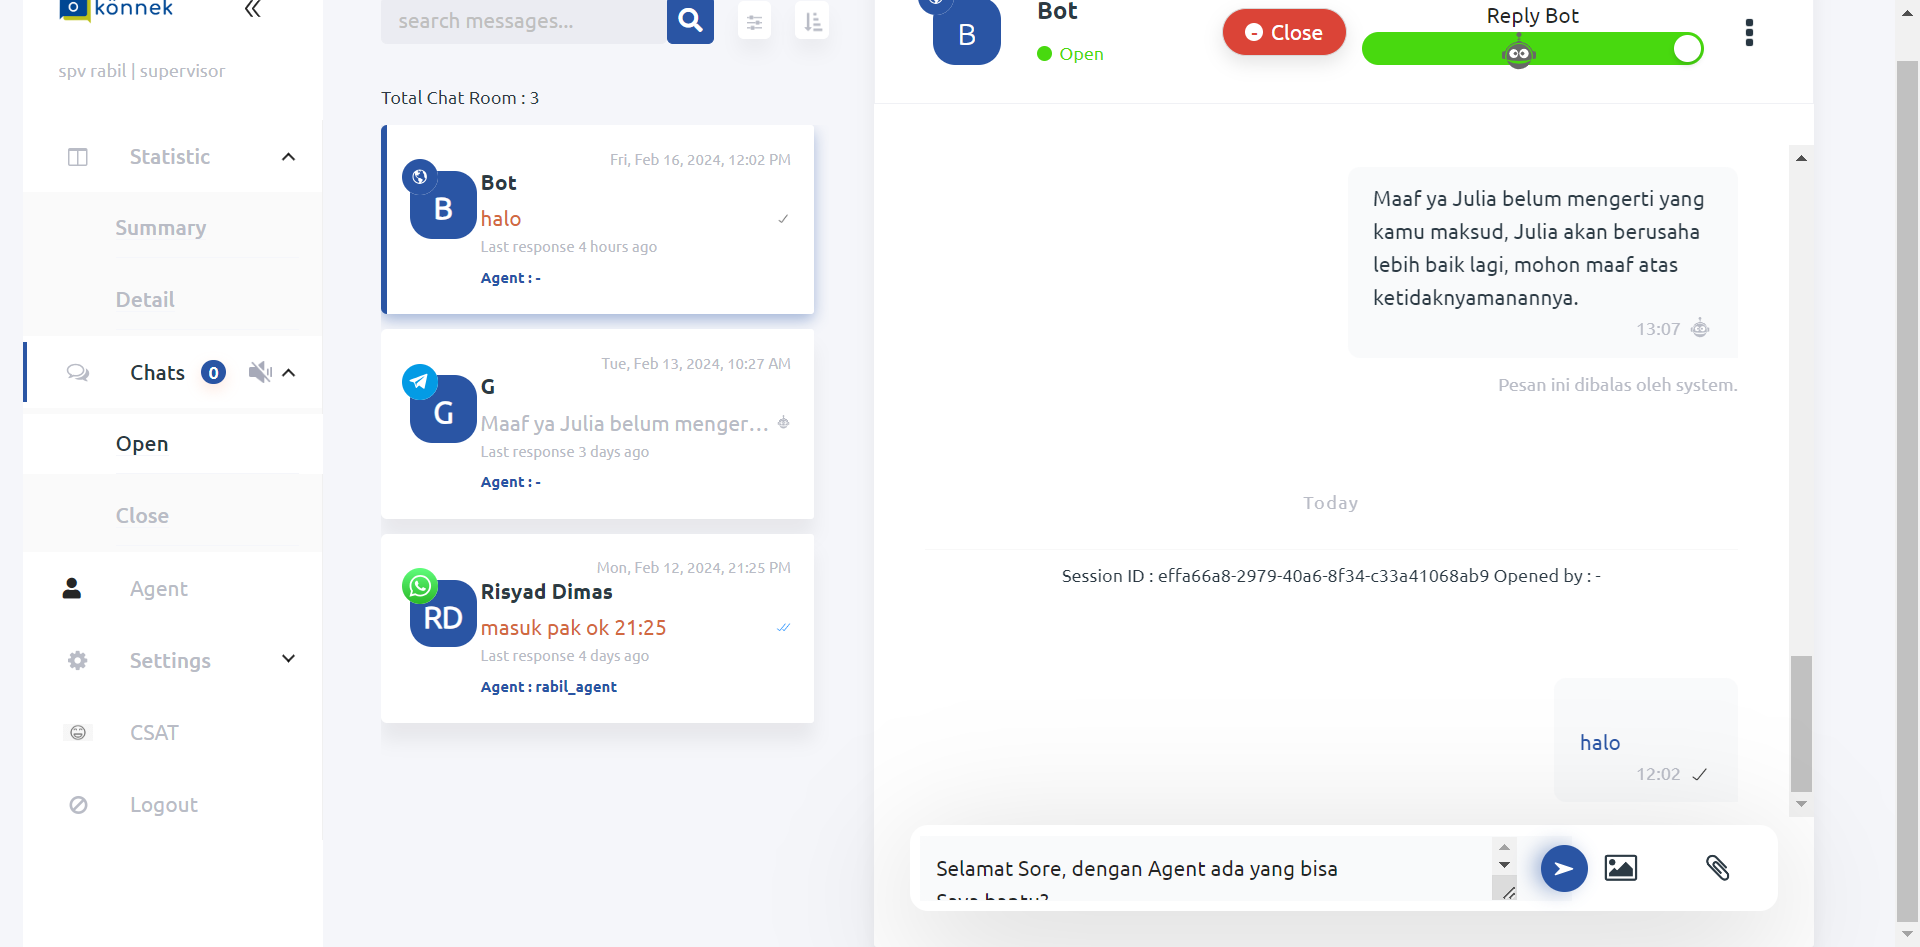 könnek
spv rabil | supervisor
Statistic
Summary
Detail
Chats 0
Open
Close
Agent
Settings
CSAT
Logout
search messages...
Total Chat Room : 3
Fri, Feb 16, 2024, 12:02 PM
B
Bot
halo
Last response 4 hours ago
Agent : -
Tue, Feb 13, 2024, 10:27 AM
G
G
Maaf ya Julia belum menger...
Last response 3 days ago
Agent : -
Mon, Feb 12, 2024, 21:25 PM
RD
Risyad Dimas
masuk pak ok 21:25
Last response 4 days ago
Agent : rabil_agent
B
Bot
Open
Close
Reply Bot
Maaf ya Julia belum mengerti yang
kamu maksud, Julia akan berusaha
lebih baik lagi, mohon maaf atas
ketidaknyamanannya.
13:07
Pesan ini dibalas oleh system.
Today
Session ID : effa66a8-2979-40a6-8f34-c33a41068ab9 Opened by : -
halo
12:02
Selamat Sore, dengan Agent ada yang bisa
Saya bantu?